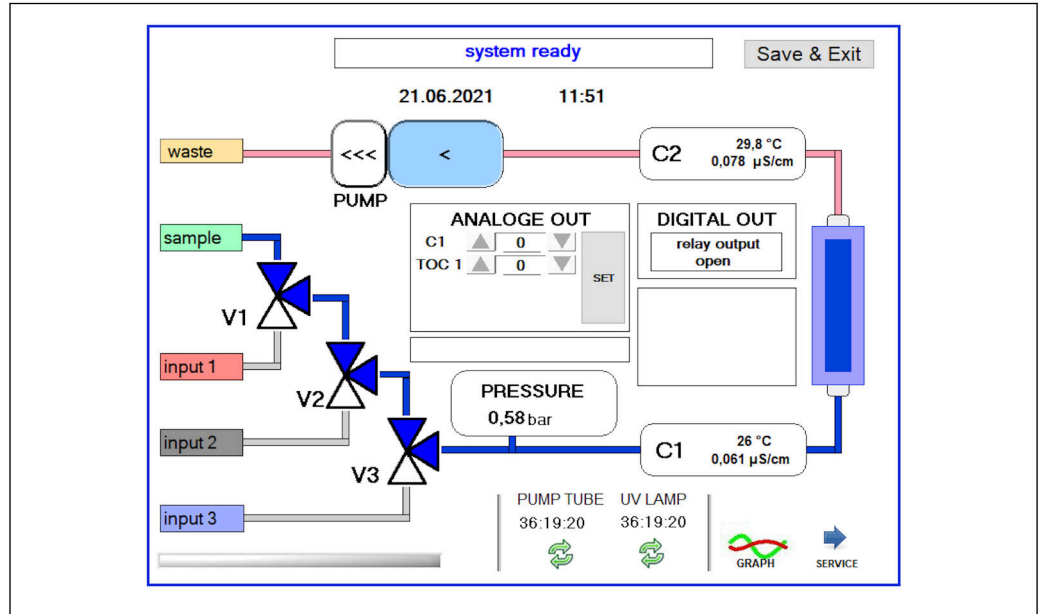 system ready
Save & Exit
21.06.2021 11:51
waste
<<<
<
C2
29,8 °C
0,078 µS/cm
PUMP
sample
ANALOGE OUT
C1 0
TOC 1 0
SET
DIGITAL OUT
relay output
open
V1
input 1
V2
PRESSURE
0,58 bar
input 2
V3
C1
26 °C
0,061 µS/cm
input 3
PUMP TUBE UV LAMP
36:19:20 36:19:20
GRAPH
SERVICE